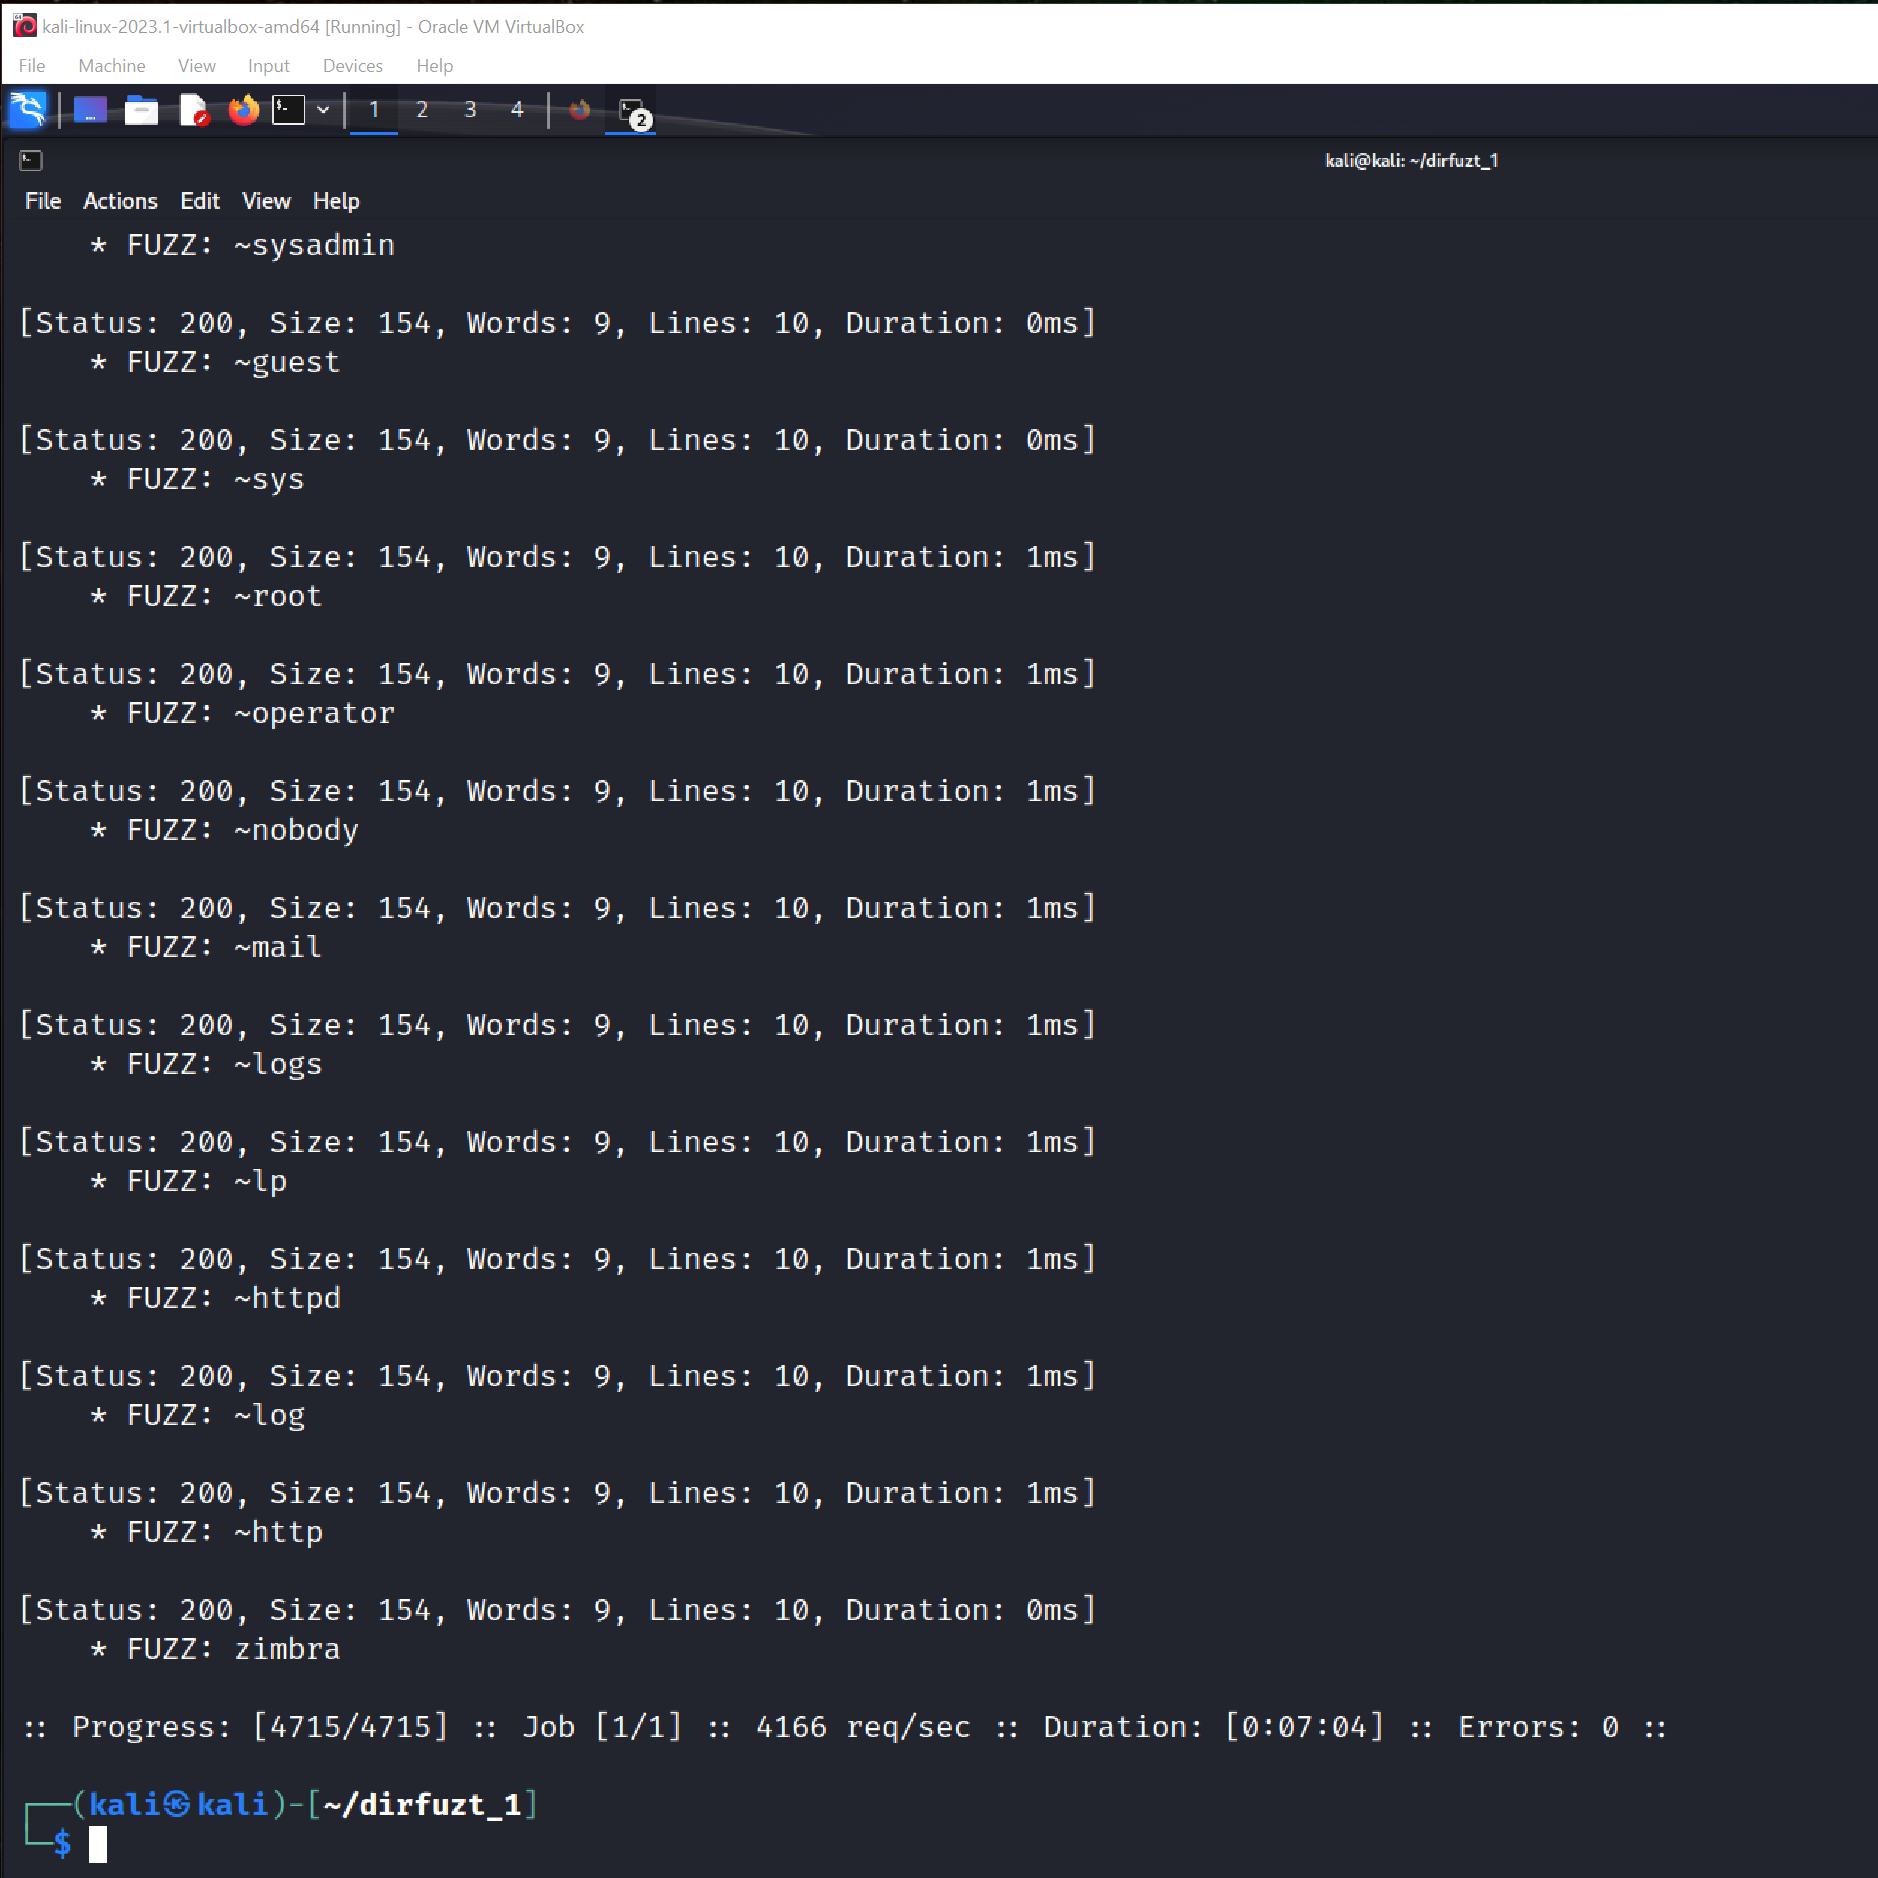 kali-linux-2023.1-virtualbox-amd64 [Running] - Oracle VM VirtualBox
File Machine View Input Devices Help
1 2 3 4 2
kali@kali: ~/dirfuzt_1
File Actions Edit View Help
* FUZZ: ~sysadmin
[Status: 200, Size: 154, Words: 9, Lines: 10, Duration: 0ms]
* FUZZ: ~guest
[Status: 200, Size: 154, Words: 9, Lines: 10, Duration: 0ms]
* FUZZ: ~sys
[Status: 200, Size: 154, Words: 9, Lines: 10, Duration: 1ms]
* FUZZ: ~root
[Status: 200, Size: 154, Words: 9, Lines: 10, Duration: 1ms]
* FUZZ: ~operator
[Status: 200, Size: 154, Words: 9, Lines: 10, Duration: 1ms]
* FUZZ: ~nobody
[Status: 200, Size: 154, Words: 9, Lines: 10, Duration: 1ms]
* FUZZ: ~mail
[Status: 200, Size: 154, Words: 9, Lines: 10, Duration: 1ms]
* FUZZ: ~logs
[Status: 200, Size: 154, Words: 9, Lines: 10, Duration: 1ms]
* FUZZ: ~lp
[Status: 200, Size: 154, Words: 9, Lines: 10, Duration: 1ms]
* FUZZ: ~httpd
[Status: 200, Size: 154, Words: 9, Lines: 10, Duration: 1ms]
* FUZZ: ~log
[Status: 200, Size: 154, Words: 9, Lines: 10, Duration: 1ms]
* FUZZ: ~http
[Status: 200, Size: 154, Words: 9, Lines: 10, Duration: 0ms]
* FUZZ: zimbra
:: Progress: [4715/4715] :: Job [1/1] :: 4166 req/sec :: Duration: [0:07:04] :: Errors: 0 ::
┌──(kali㉿kali)-[~/dirfuzt_1]
└─$